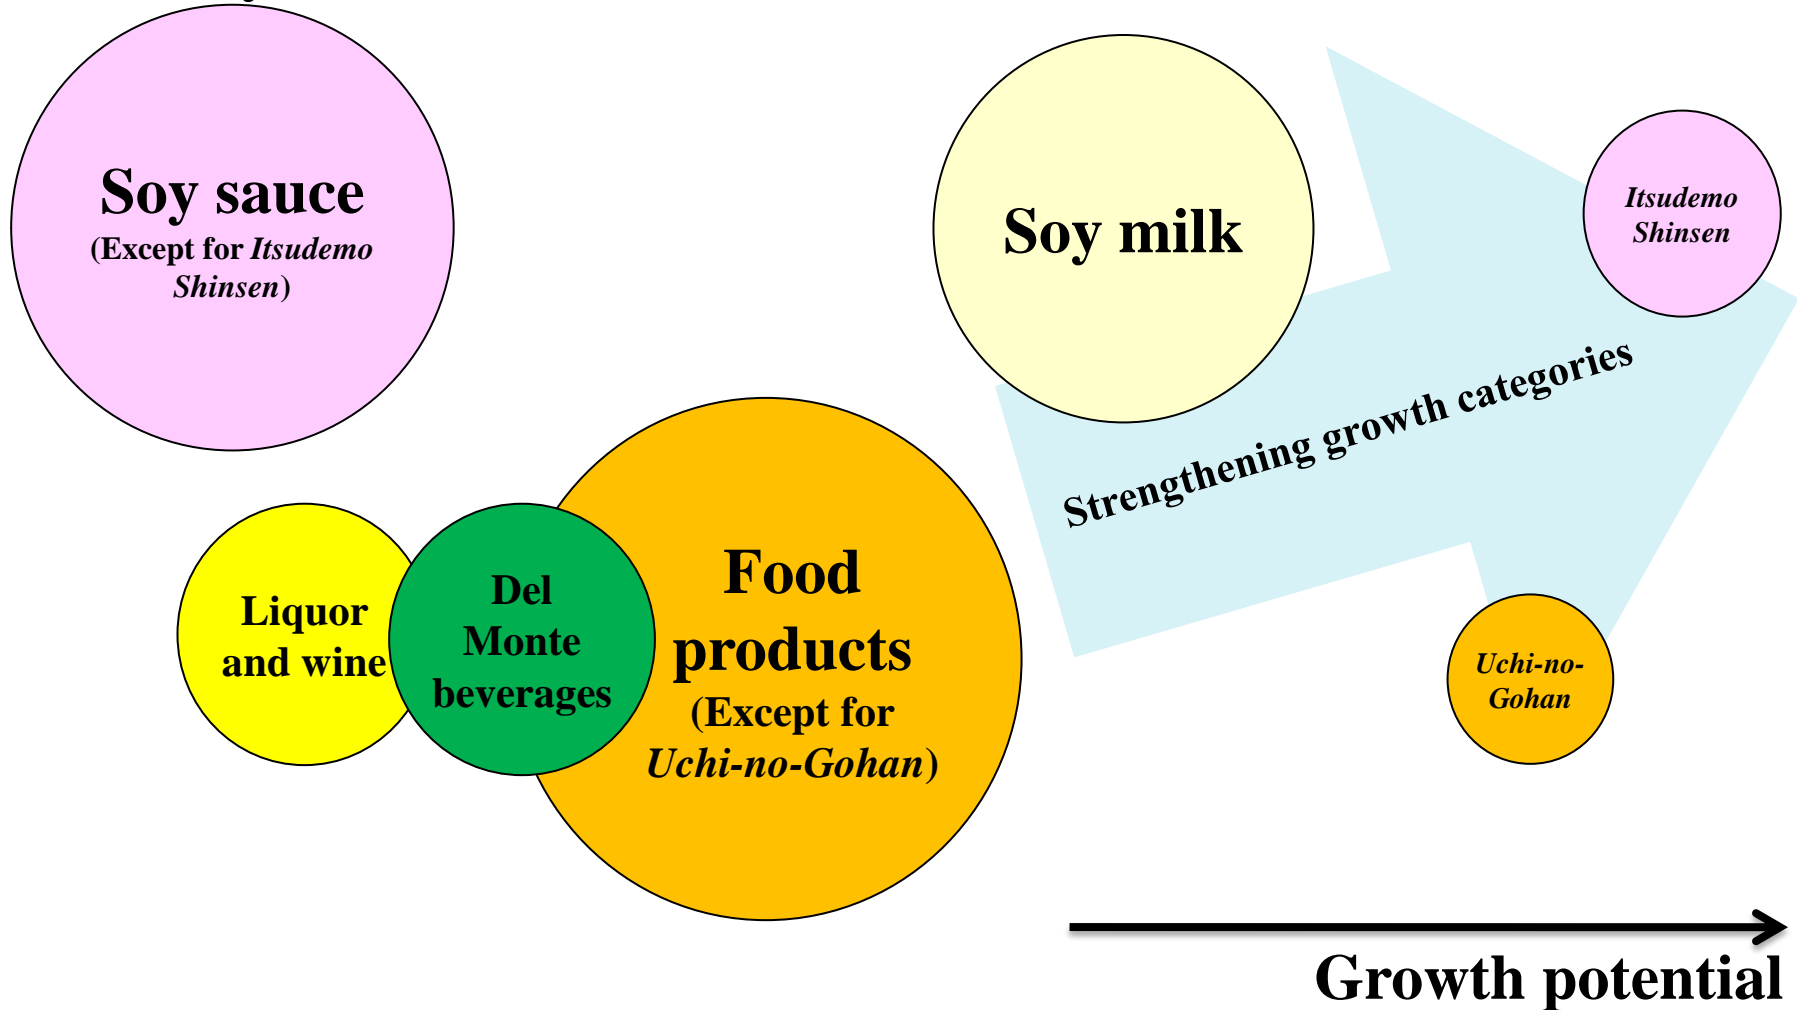 Soy sauce
(Except for Itsudemo
Shinsen)
Soy milk
Itsudemo
Shinsen
Strengthening growth categories
Liquor
and wine
Del
Monte
beverages
Food
products
(Except for
Uchi-no-Gohan)
Uchi-no-
Gohan
Growth potential